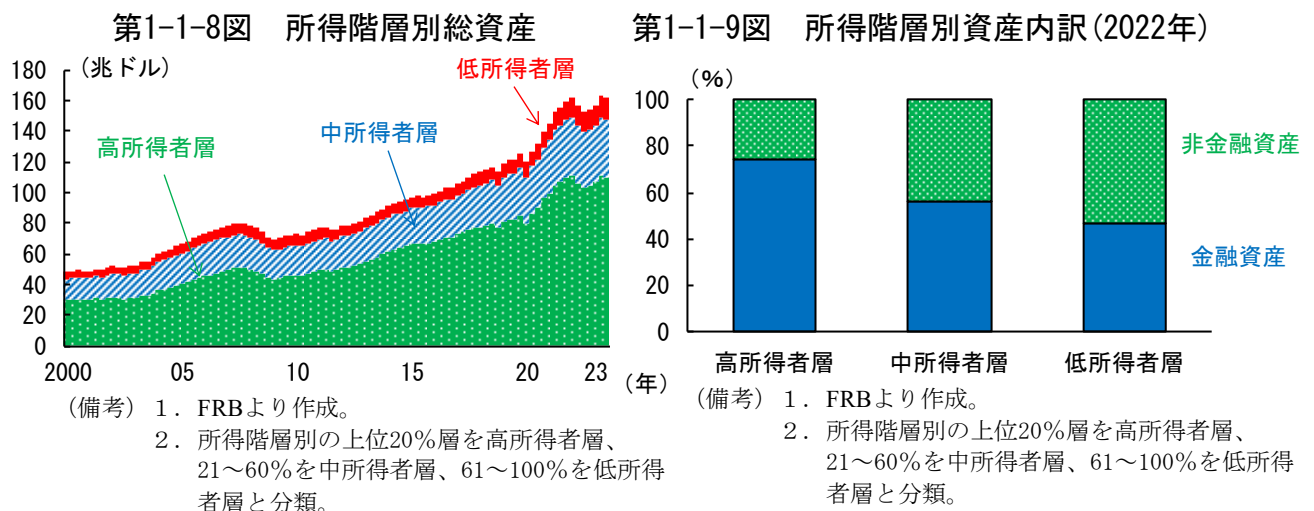 第1-1-8図　所得階層別総資産
(兆ドル)
180
160
140
120
100
80
60
40
20
0
低所得者層
中所得者層
高所得者層
2000 05 10 15 20 23 (年)
(備考) 1. FRBより作成。
2. 所得階層別の上位20%層を高所得者層、
21～60%を中所得者層、61～100%を低所得
者層と分類。
第1-1-9図　所得階層別資産内訳(2022年)
(%)
100
80
60
40
20
0
非金融資産
金融資産
高所得者層 中所得者層 低所得者層
(備考) 1. FRBより作成。
2. 所得階層別の上位20%層を高所得者層、
21～60%を中所得者層、61～100%を低所得
者層と分類。